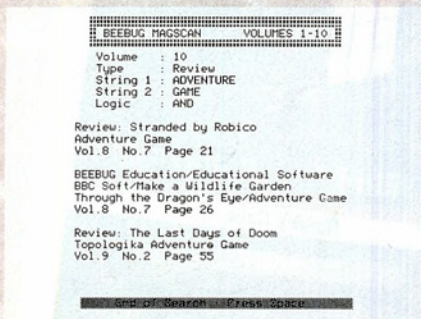 BEEBUG MAGSCAN VOLUMES 1-10
Volume : 10
Type : Review
String 1 : ADVENTURE
String 2 : GAME
Logic : AND
Review: Stranded by Robico
Adventure Game
Vol.8 No.7 Page 21
BEEBUG Education/Educational Software
BBC Soft/Make a Wildlife Garden
Through the Dragon's Eye/Adventure Game
Vol.8 No.7 Page 26
Review: The Last Days of Doom
Topologika Adventure Game
Vol.9 No.2 Page 55
End of Search - Press Space